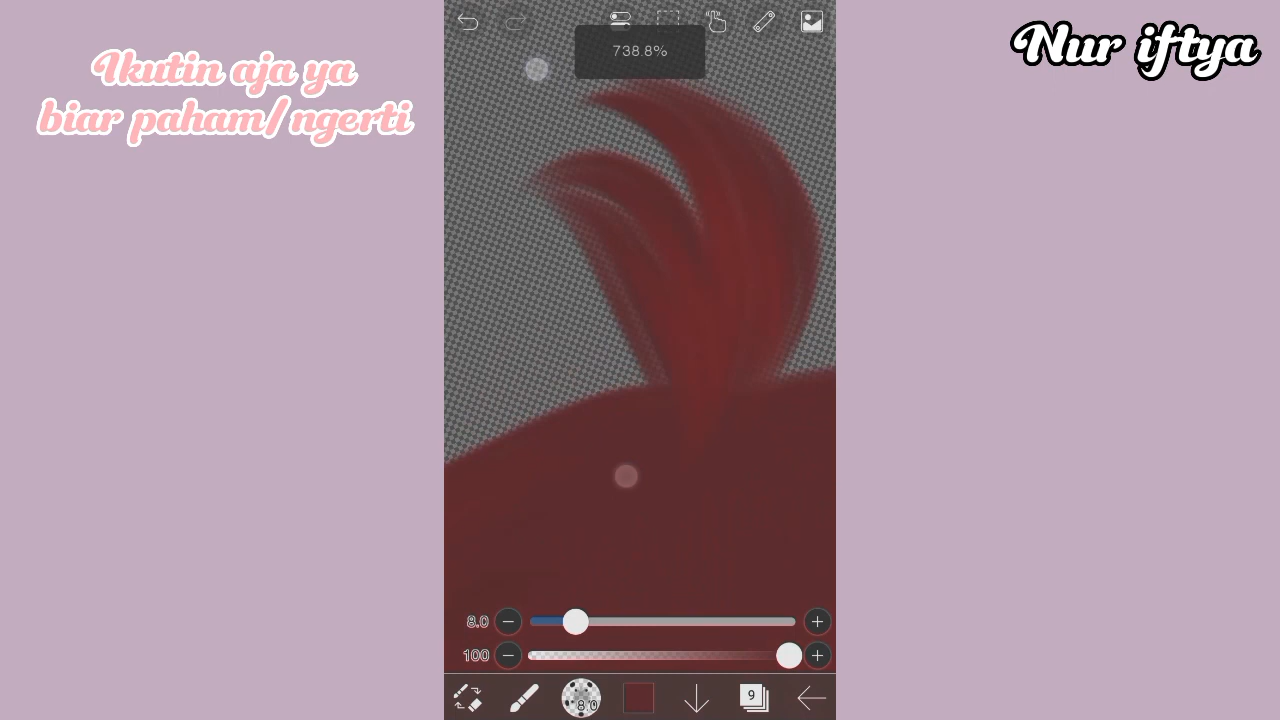 Ikutin aja ya
biar paham/ngerti
Nur iftya
738.8%
8.0
100
8.0
9